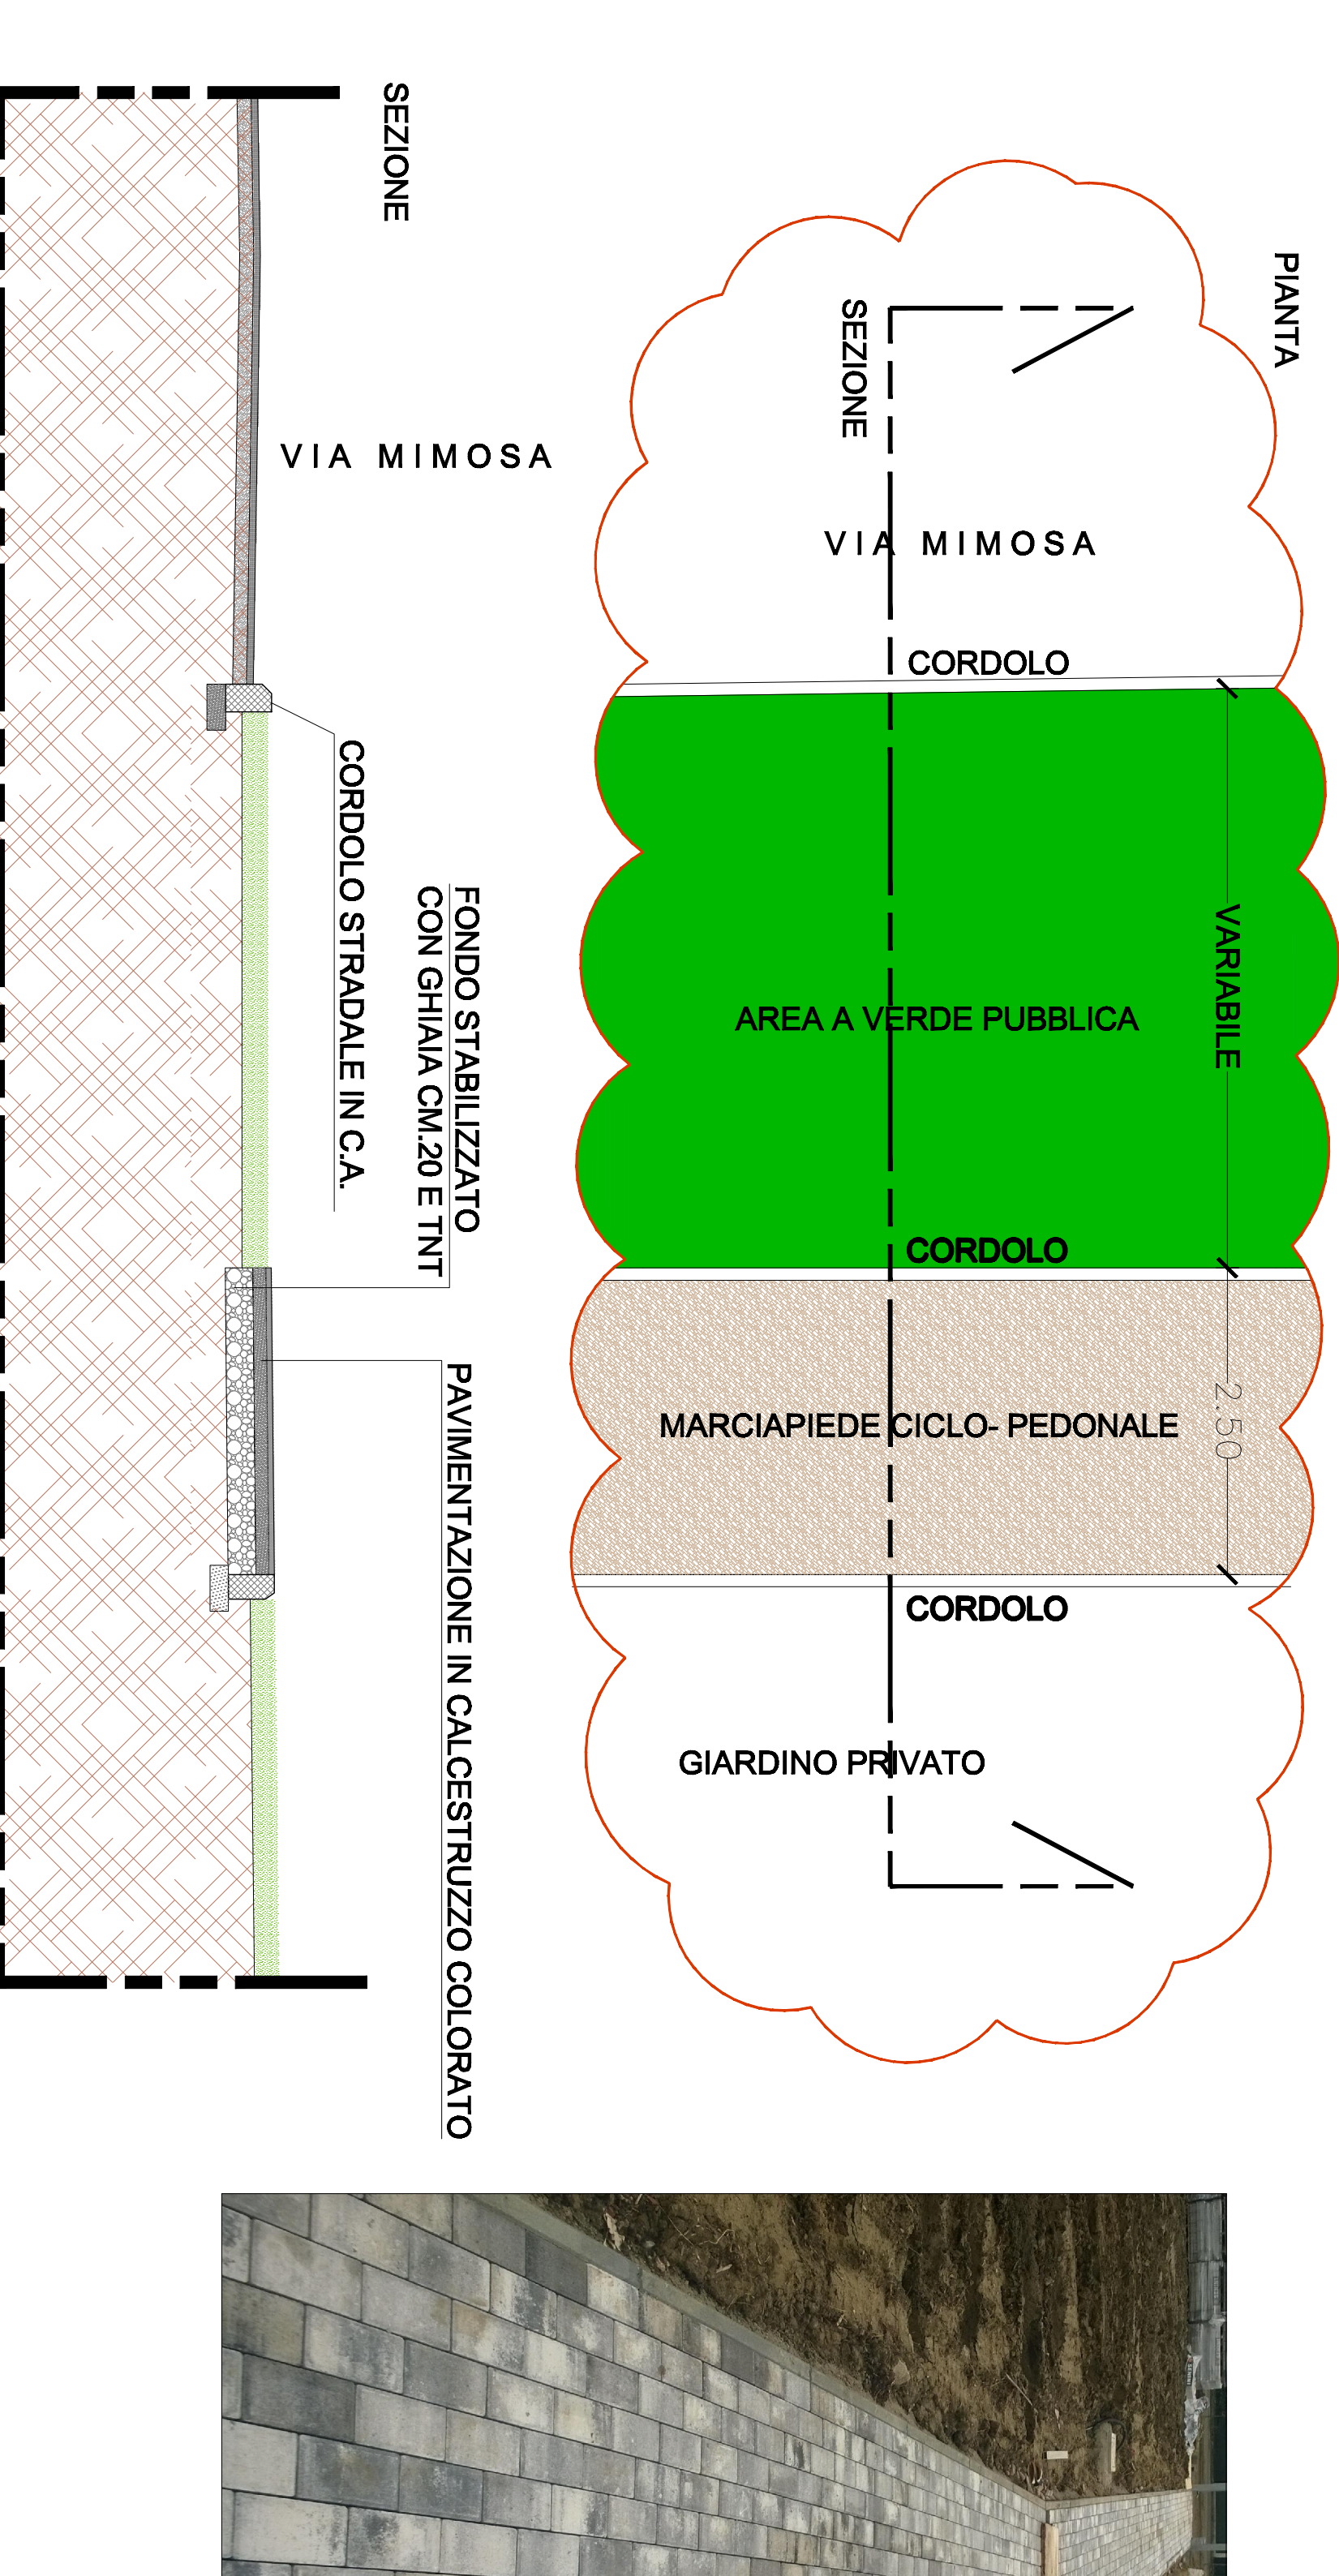 PIANTA
SEZIONE
VIA MIMOSA
CORDOLO
VARIABILE
AREA A VERDE PUBBLICA
CORDOLO
2.50
MARCIAPIEDE CICLO- PEDONALE
CORDOLO
GIARDINO PRIVATO
SEZIONE
VIA MIMOSA
CORDOLO STRADALE IN C.A.
FONDO STABILIZZATO
CON GHIAIA CM.20 E TNT
PAVIMENTAZIONE IN CALCESTRUZZO COLORATO